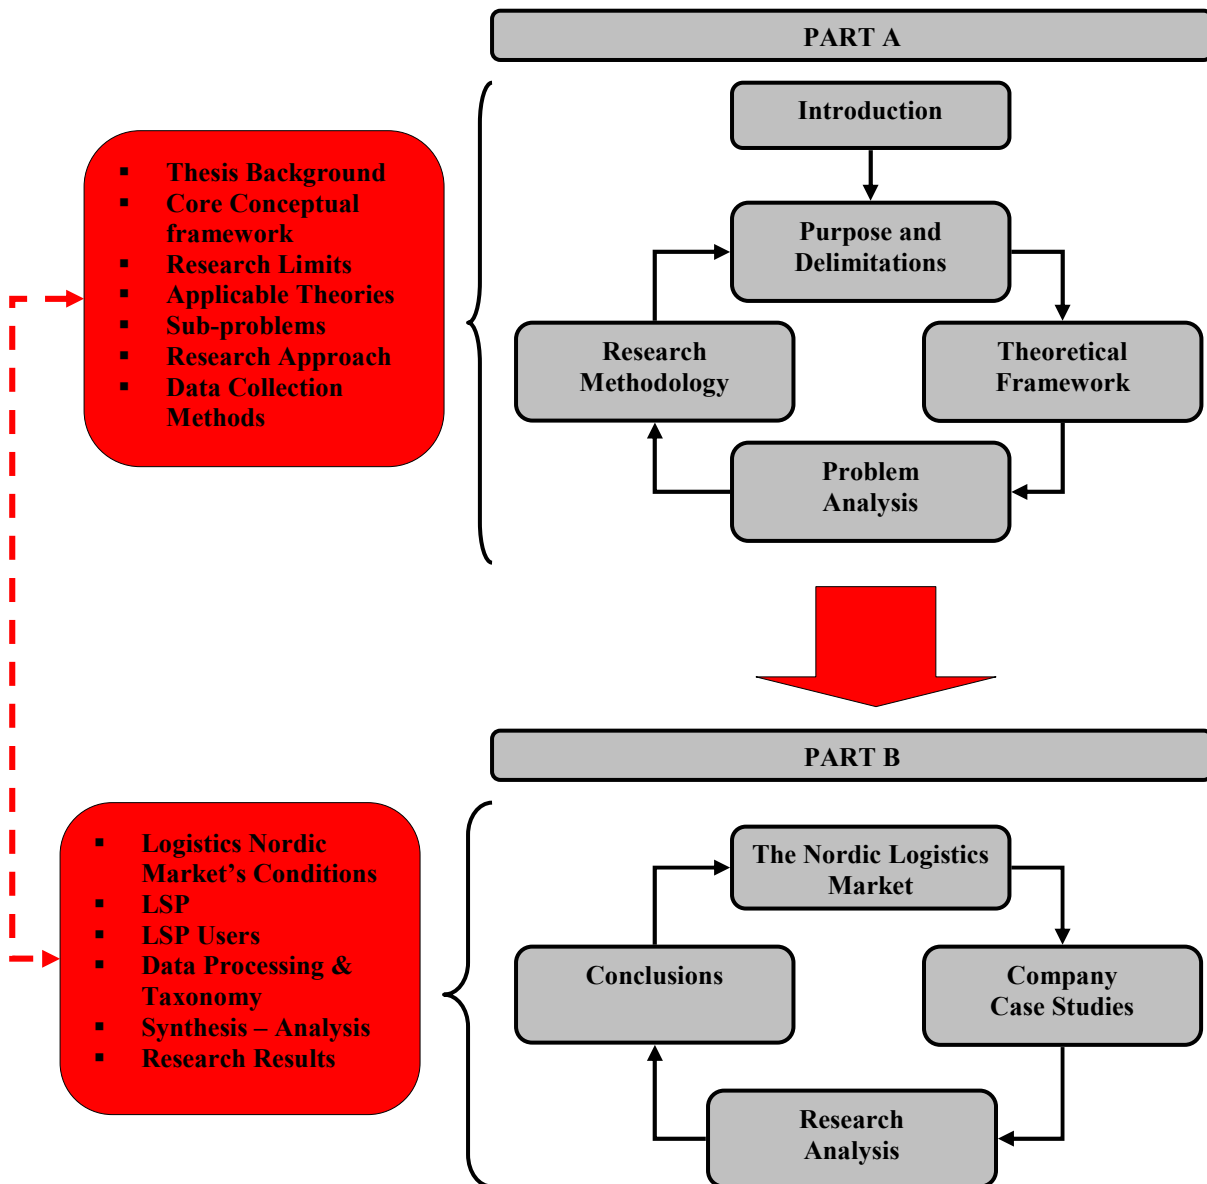 PART A
Introduction
▪ Thesis Background
▪ Core Conceptual
framework
▪ Research Limits
▪ Applicable Theories
▪ Sub-problems
▪ Research Approach
▪ Data Collection
Methods
Purpose and
Delimitations
Research
Methodology
Theoretical
Framework
Problem
Analysis
PART B
▪ Logistics Nordic
Market’s Conditions
▪ LSP
▪ LSP Users
▪ Data Processing &
Taxonomy
▪ Synthesis – Analysis
▪ Research Results
The Nordic Logistics
Market
Conclusions
Company
Case Studies
Research
Analysis